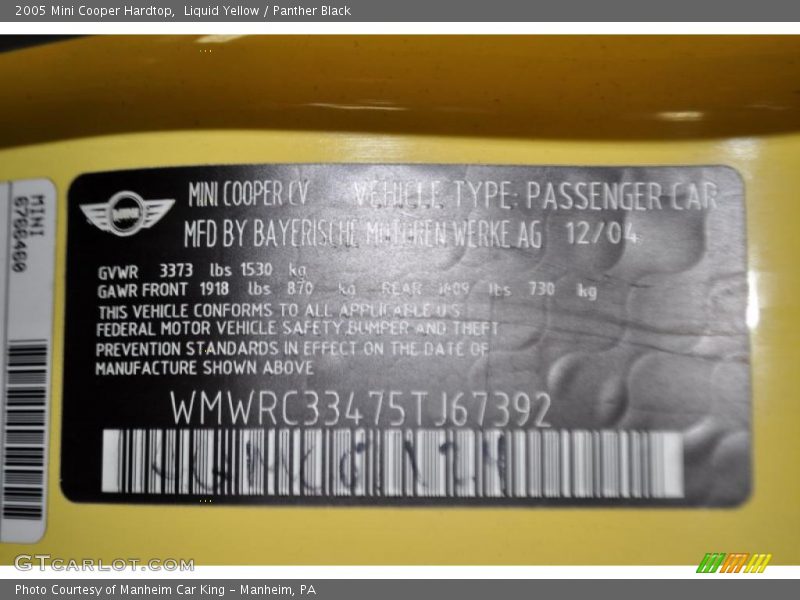 2005 Mini Cooper Hardtop,  Liquid Yellow / Panther Black
MINI
6766460
MINI
MINI COOPER CV VEHICLE TYPE: PASSENGER CAR
MFD BY BAYERISCHE MOTOREN WERKE AG 12/04
GVWR 3373 lbs 1530 kg
GAWR FRONT 1918 lbs 870 kg REAR 1609 lbs 730 kg
THIS VEHICLE CONFORMS TO ALL APPLICABLE U.S.
FEDERAL MOTOR VEHICLE SAFETY,BUMPER AND THEFT
PREVENTION STANDARDS IN EFFECT ON THE DATE OF
MANUFACTURE SHOWN ABOVE
WMWRC33475TJ67392
GTCARLOT.COM
Photo Courtesy of Manheim Car King – Manheim, PA